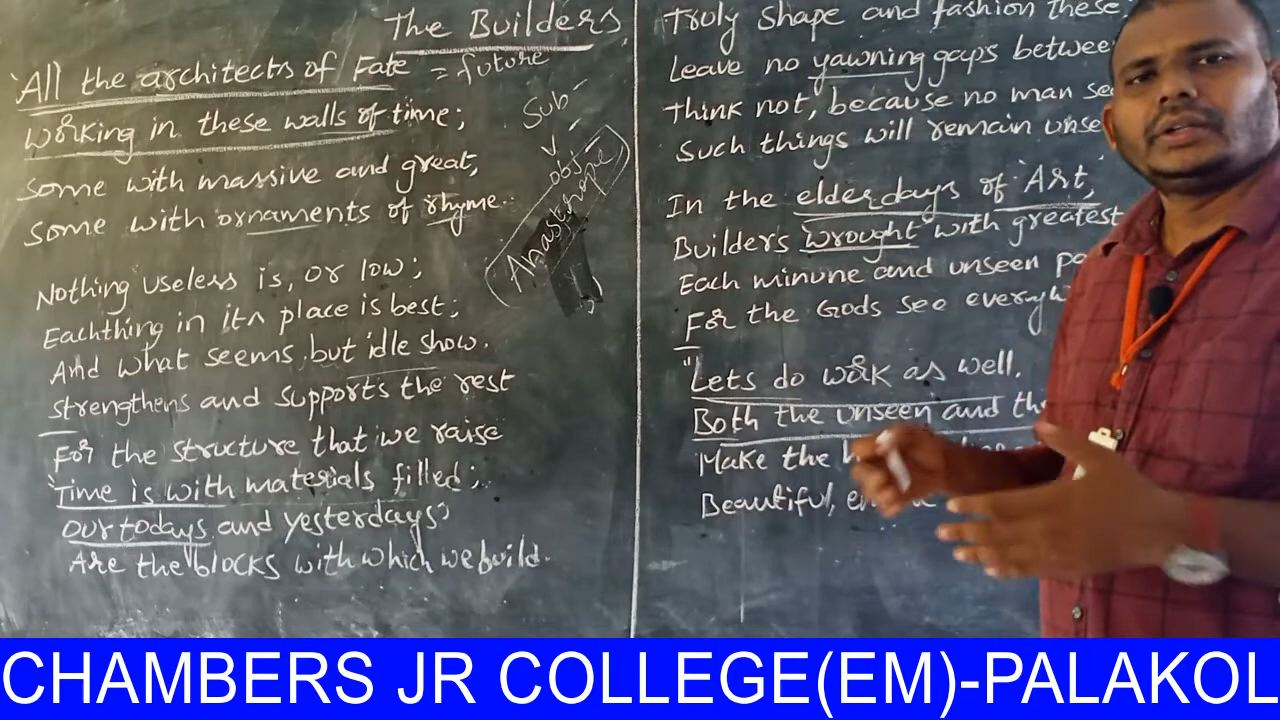 The Builders
'All the architects of Fate = future
working in these walls of time;
some with massive and great,
some with ornaments of rhyme.
Nothing useless is, or low;
Eachthing in its place is best;
And what seems but idle show.
strengthens and supports the rest
For the structure that we raise
'Time is with materials filled;
our todays and yesterdays
Are the blocks with which we build.
Sub -
V -
obj -
Anastrophe
Truly shape and fashion these.
Leave no yawning gaps between
think not, because no man
Such things will remain
In the elder days of 'Art,'
Builders wrought with greatest
Each minune and unseen
For the Gods see
"Lets do work as well.
Both the unseen and
Make the
Beautiful,
CHAMBERS JR COLLEGE(EM)-PALAKOL